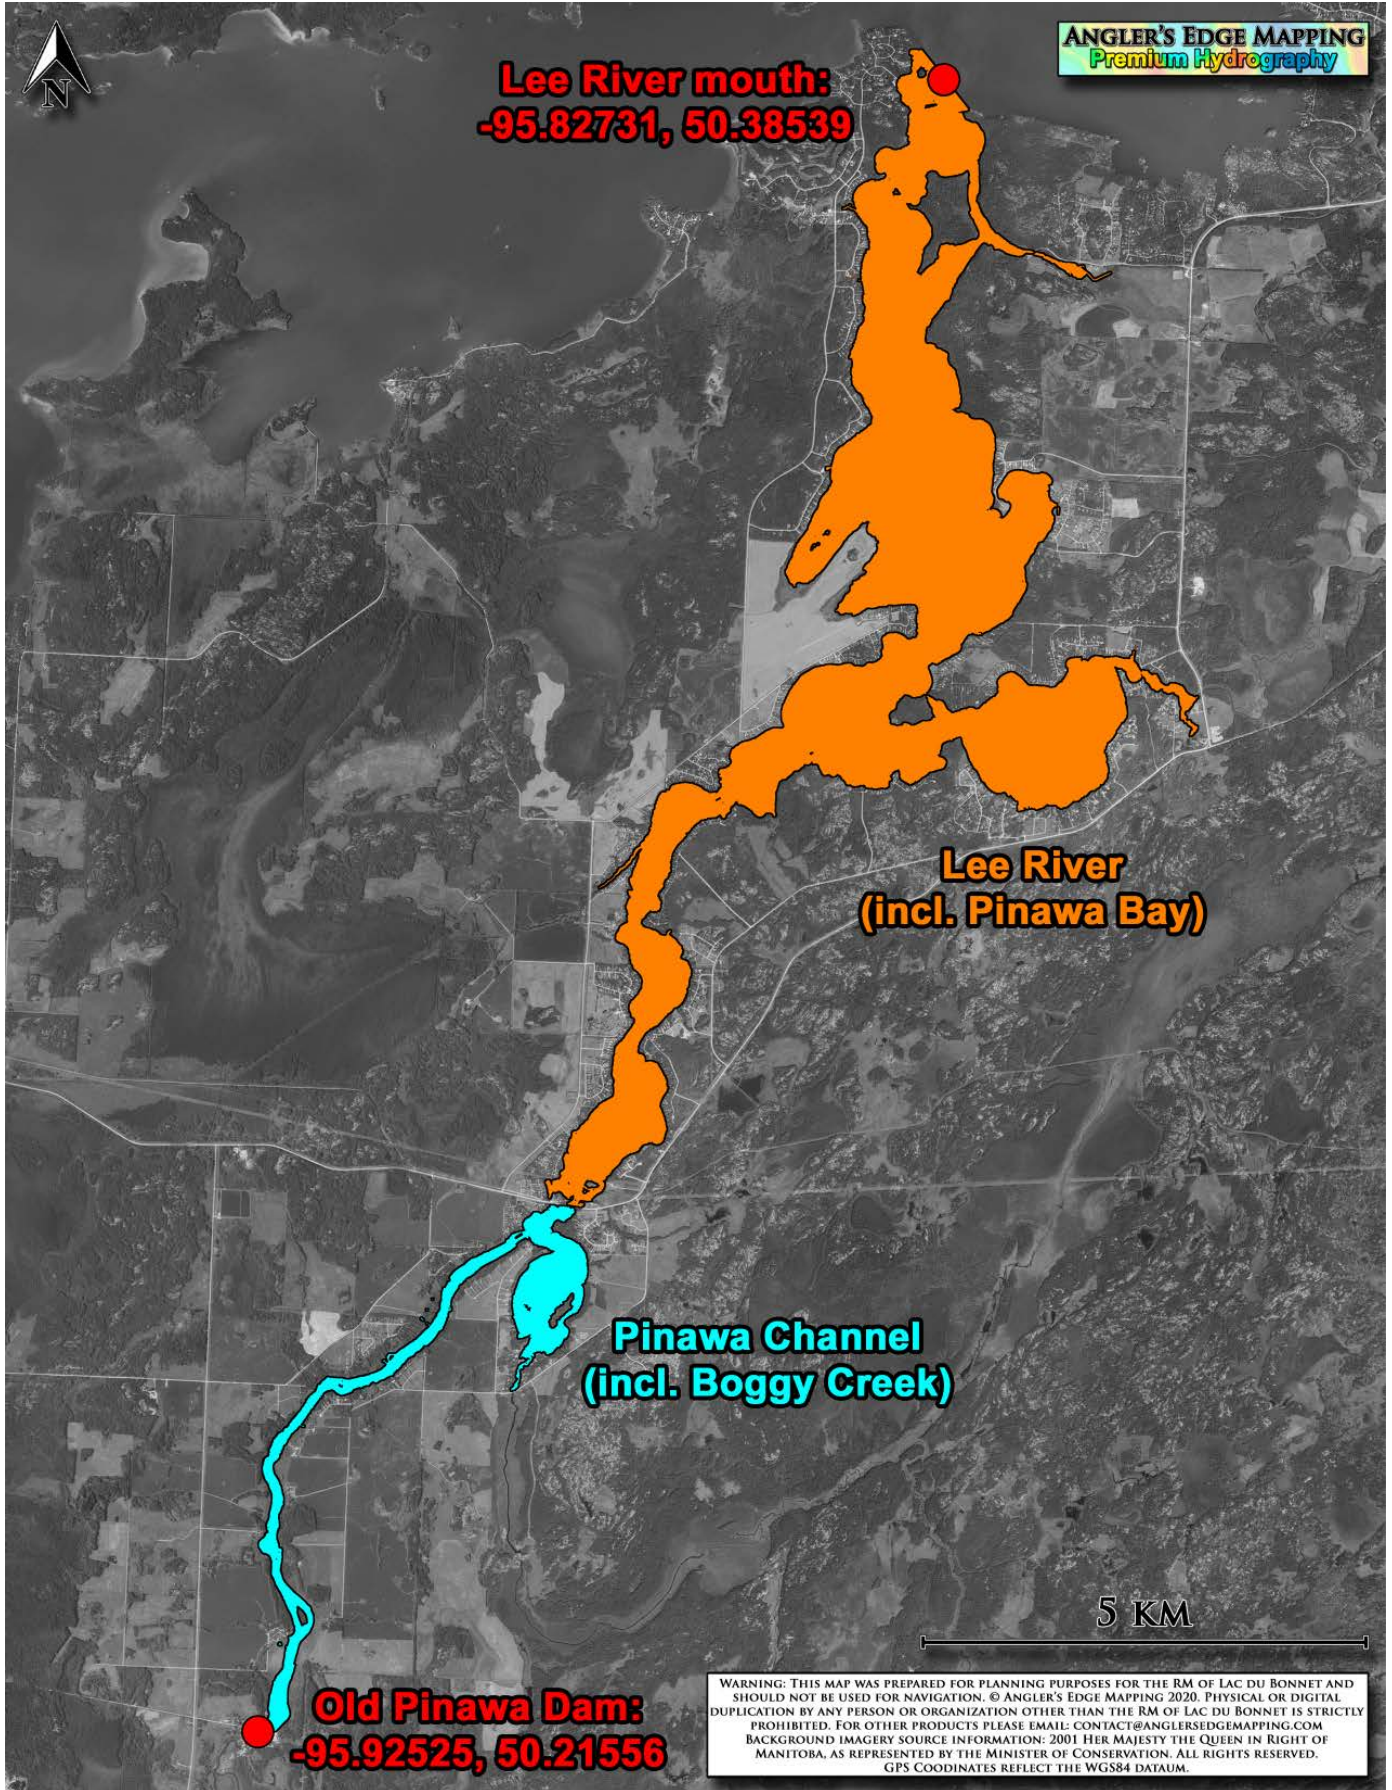 N
ANGLER'S EDGE MAPPING
Premium Hydrography
Lee River mouth:
-95.82731, 50.38539
Lee River
(incl. Pinawa Bay)
Pinawa Channel
(incl. Boggy Creek)
5 KM
Old Pinawa Dam:
-95.92525, 50.21556
WARNING: THIS MAP WAS PREPARED FOR PLANNING PURPOSES FOR THE RM OF LAC DU BONNET AND
SHOULD NOT BE USED FOR NAVIGATION. © ANGLER'S EDGE MAPPING 2020. PHYSICAL OR DIGITAL
DUPLICATION BY ANY PERSON OR ORGANIZATION OTHER THAN THE RM OF LAC DU BONNET IS STRICTLY
PROHIBITED. FOR OTHER PRODUCTS PLEASE EMAIL: CONTACT@ANGLERSEDGEMAPPING.COM
BACKGROUND IMAGERY SOURCE INFORMATION: 2001 HER MAJESTY THE QUEEN IN RIGHT OF
MANITOBA, AS REPRESENTED BY THE MINISTER OF CONSERVATION. ALL RIGHTS RESERVED.
GPS COODINATES REFLECT THE WGS84 DATAUM.